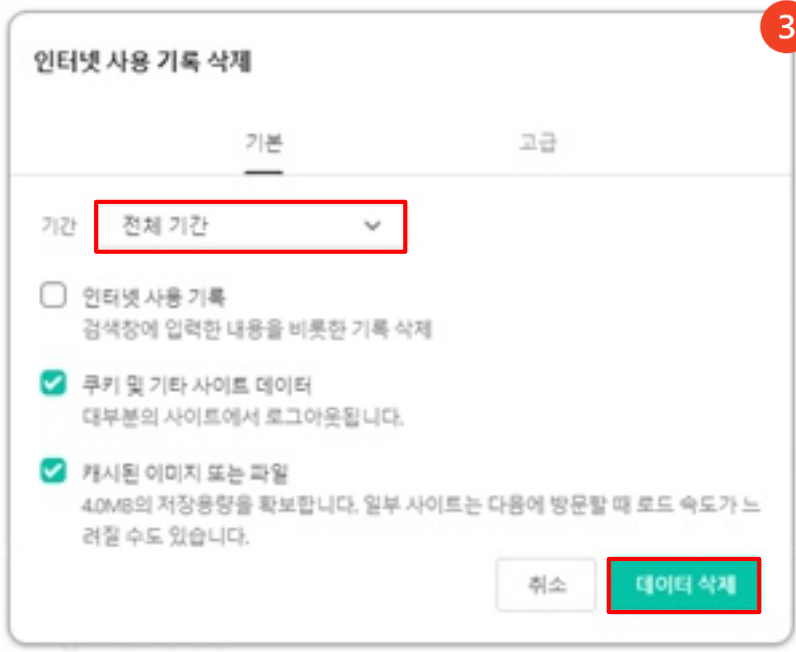 3
인터넷 사용 기록 삭제
기본 고급
기간 전체 기간
인터넷 사용 기록
검색창에 입력한 내용을 비롯한 기록 삭제
쿠키 및 기타 사이트 데이터
대부분의 사이트에서 로그아웃됩니다.
캐시된 이미지 또는 파일
4.0MB의 저장용량을 확보합니다. 일부 사이트는 다음에 방문할 때 로드 속도가 느
려질 수도 있습니다.
취소 데이터 삭제